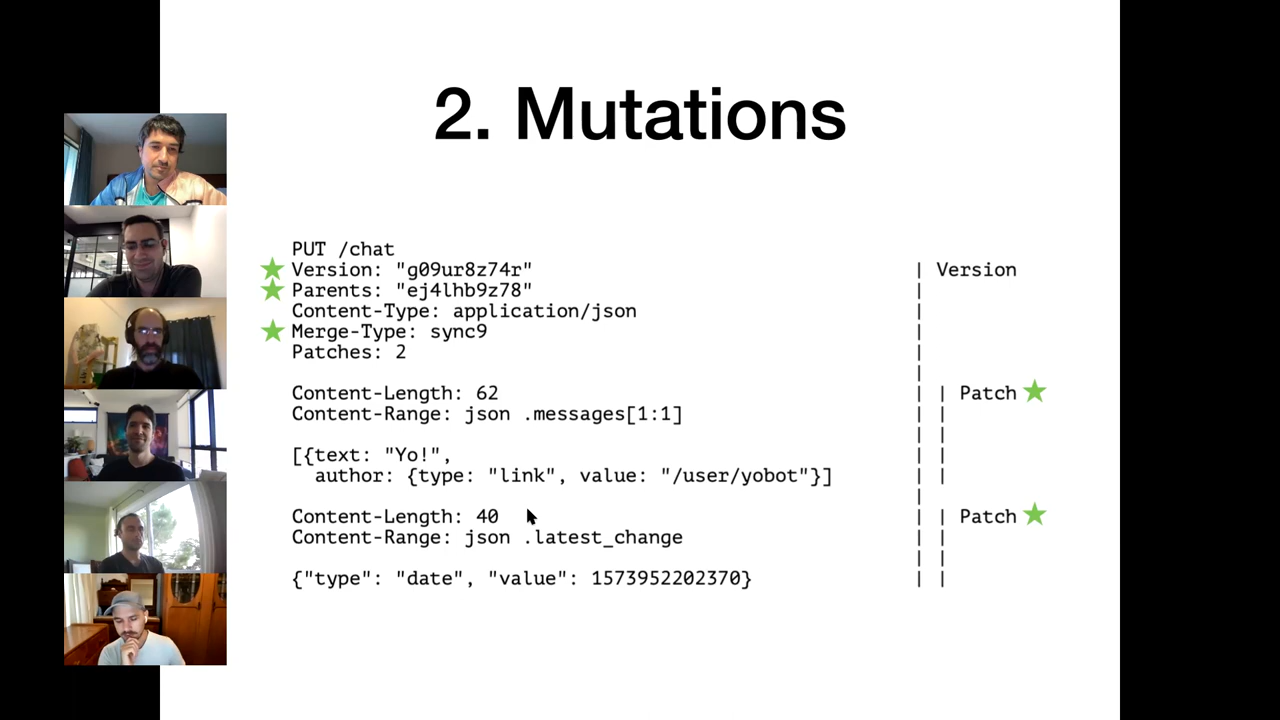 2. Mutations
PUT /chat
Version: "g09ur8z74r" | Version
Parents: "ej4lhb9z78" |
Content-Type: application/json |
Merge-Type: sync9 |
Patches: 2 |
|
Content-Length: 62 | | Patch
Content-Range: json .messages[1:1] | |
| |
[{text: "Yo!", | |
author: {type: "link", value: "/user/yobot"}] | |
|
Content-Length: 40 | | Patch
Content-Range: json .latest_change | |
| |
{"type": "date", "value": 1573952202370} | |